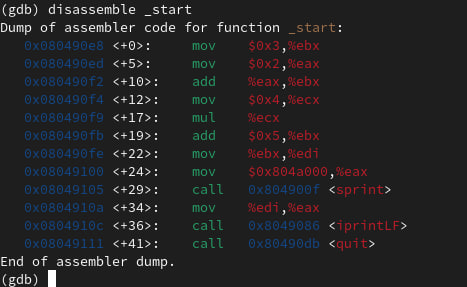 (gdb) disassemble _start
Dump of assembler code for function _start:
   0x080490e8 <+0>:     mov    $0x3,%ebx
   0x080490ed <+5>:     mov    $0x2,%eax
   0x080490f2 <+10>:    add    %eax,%ebx
   0x080490f4 <+12>:    mov    $0x4,%ecx
   0x080490f9 <+17>:    mul    %ecx
   0x080490fb <+19>:    add    $0x5,%ebx
   0x080490fe <+22>:    mov    %ebx,%edi
   0x08049100 <+24>:    mov    $0x804a000,%eax
   0x08049105 <+29>:    call   0x804900f <sprint>
   0x0804910a <+34>:    mov    %edi,%eax
   0x0804910c <+36>:    call   0x8049086 <iprintLF>
   0x08049111 <+41>:    call   0x80490db <quit>
End of assembler dump.
(gdb)